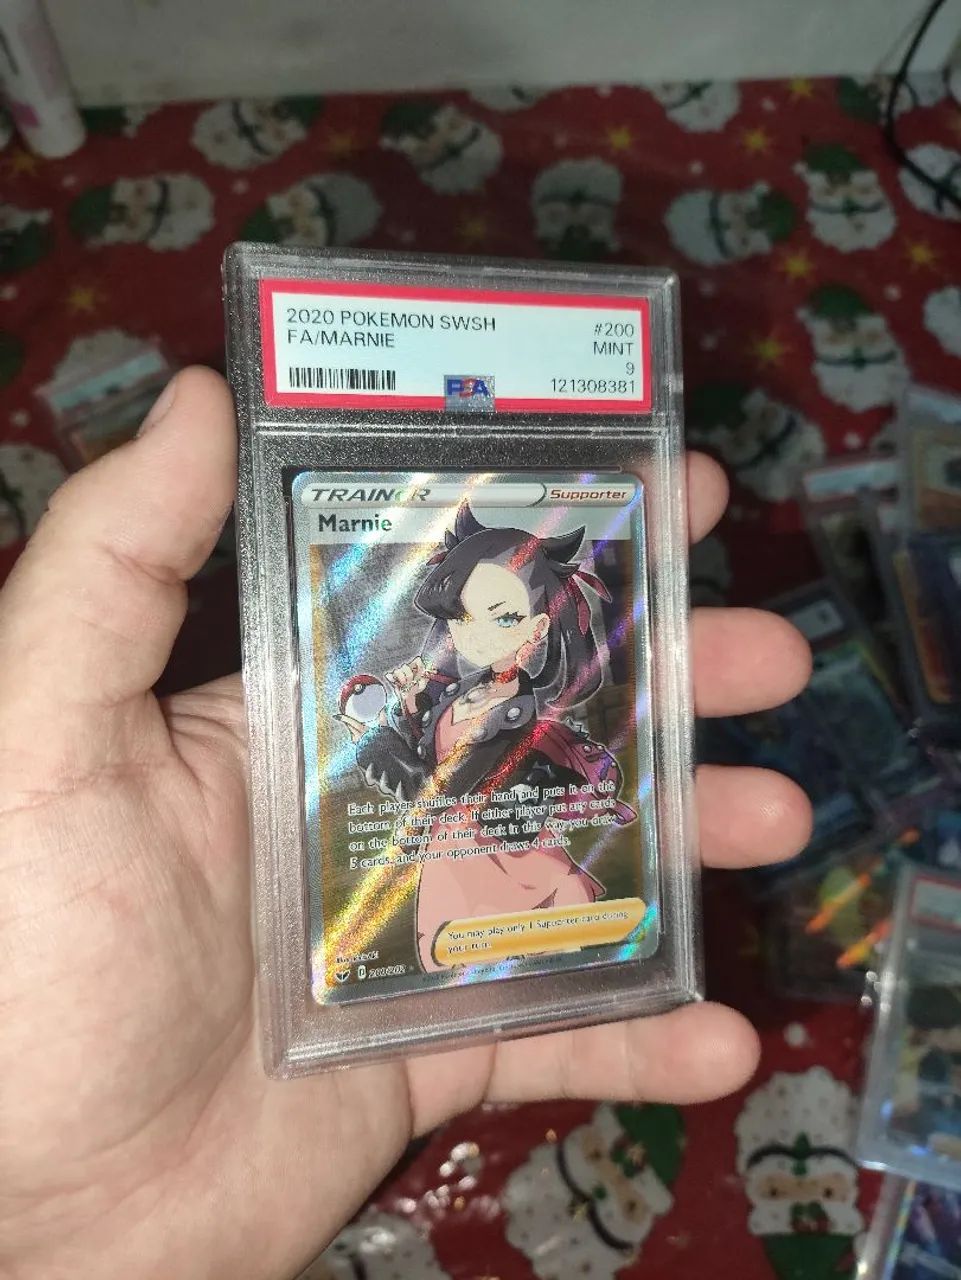 2020 POKEMON SWSH #200
FA/MARNIE MINT
9
PSA 121308381
TRAINER Supporter
Marnie
Each player shuffles their hand and puts it on the
bottom of their deck. If either player put any cards
on the bottom of their deck in this way, you draw
5 cards, and your opponent draws 4 cards.
You may play only 1 Supporter card during
your turn.
200/202